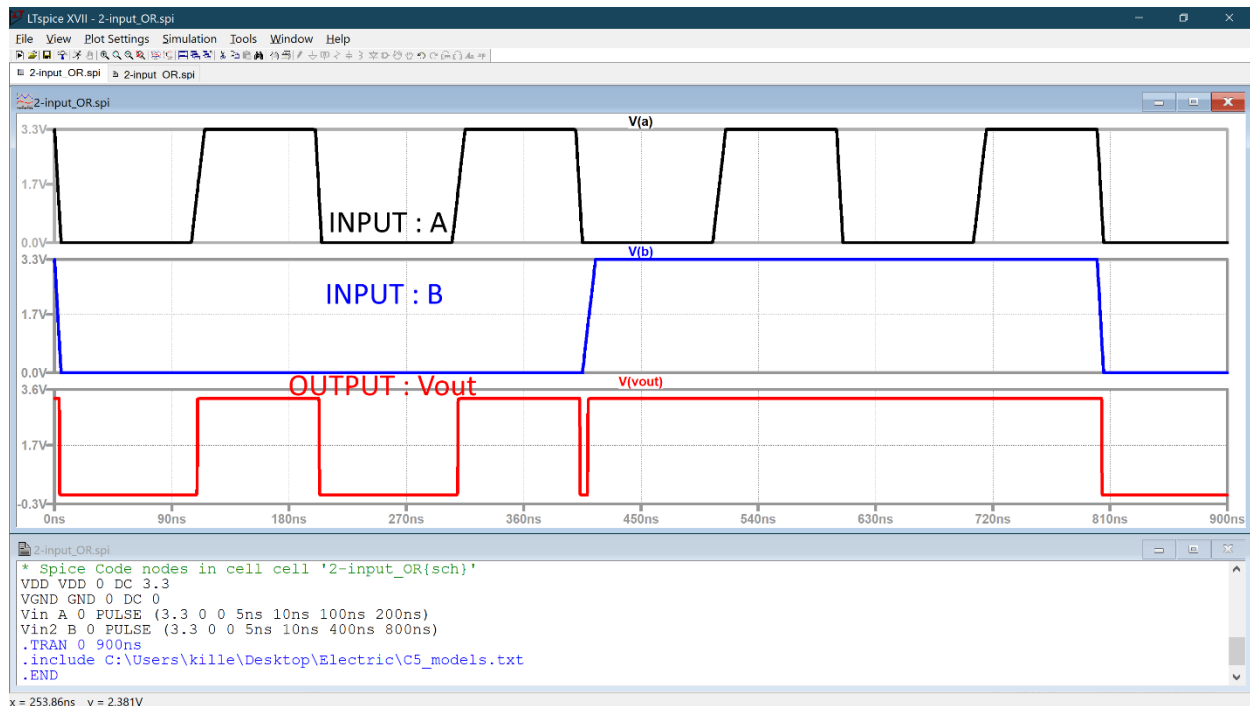 LTspice XVII - 2-input_OR.spi
File View Plot Settings Simulation Tools Window Help
2-input_OR.spi 2-input_OR.spi
2-input_OR.spi
V(a)
3.3V
1.7V
0.0V
INPUT : A
V(b)
3.3V
1.7V
0.0V
INPUT : B
OUTPUT : Vout
V(vout)
3.6V
1.7V
-0.3V
0ns 90ns 180ns 270ns 360ns 450ns 540ns 630ns 720ns 810ns 900ns
2-input_OR.spi
* Spice Code nodes in cell cell '2-input_OR{sch}'
VDD VDD 0 DC 3.3
VGND GND 0 DC 0
Vin A 0 PULSE (3.3 0 0 5ns 10ns 100ns 200ns)
Vin2 B 0 PULSE (3.3 0 0 5ns 10ns 400ns 800ns)
.TRAN 0 900ns
.include C:\Users\kille\Desktop\Electric\C5_models.txt
.END
x = 253.86ns y = 2.381V